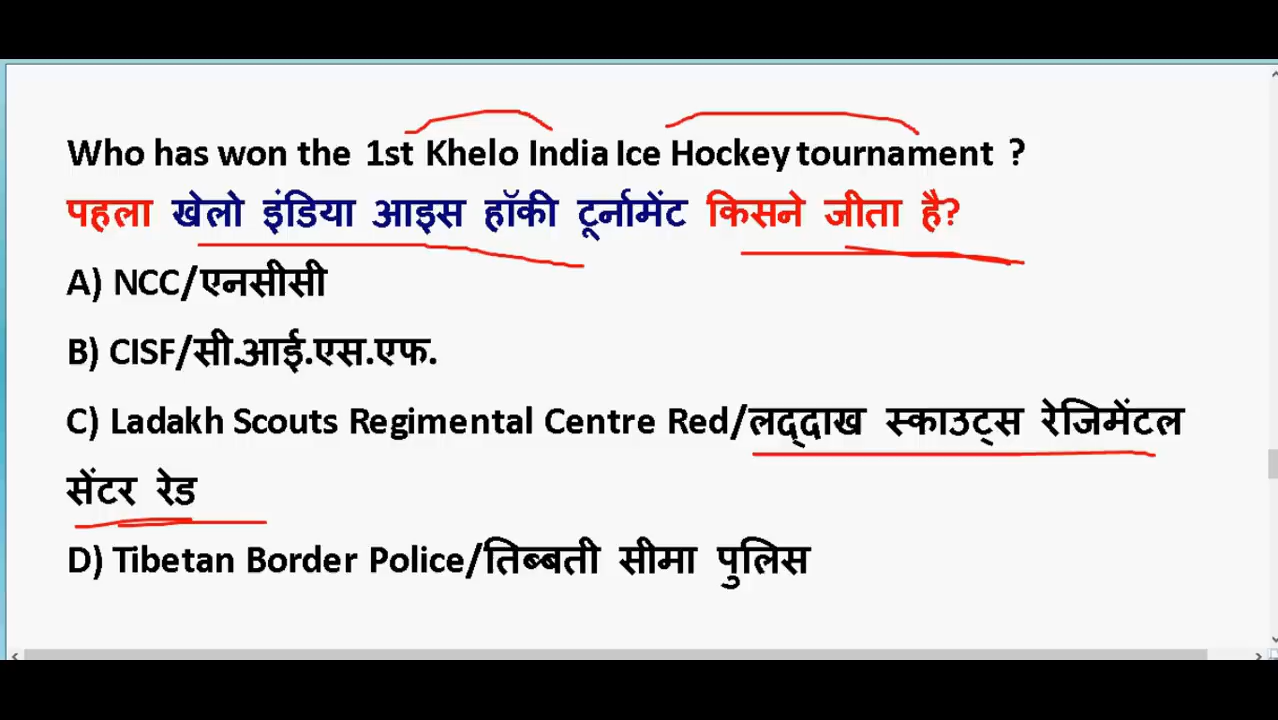 Who has won the 1st Khelo India Ice Hockey tournament ?
पहला खेलो इंडिया आइस हॉकी टूर्नामेंट किसने जीता है?
A) NCC/एनसीसी
B) CISF/सी.आई.एस.एफ.
C) Ladakh Scouts Regimental Centre Red/लद्दाख स्काउट्स रेजिमेंटल
सेंटर रेड
D) Tibetan Border Police/तिब्बती सीमा पुलिस